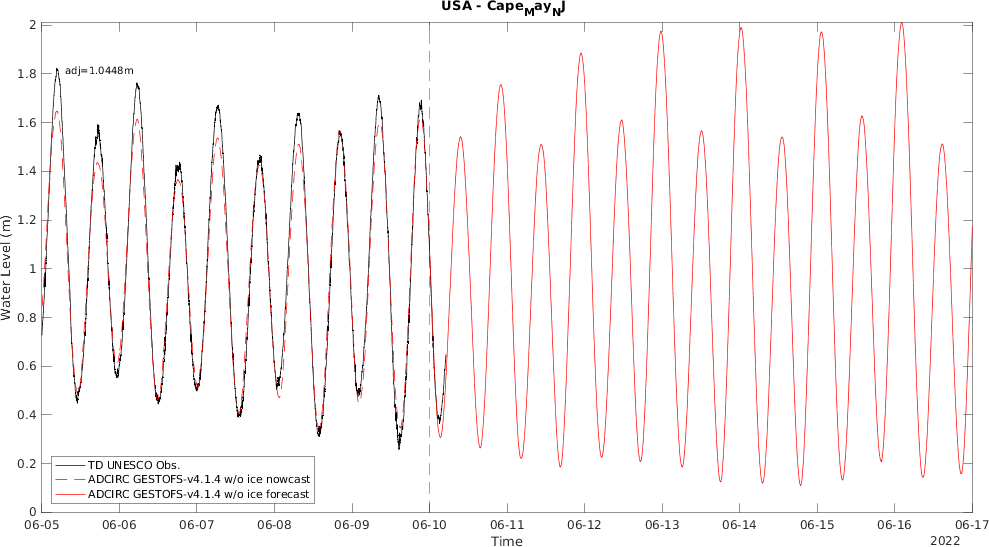 USA - Cape_May_NJ
adj=1.0448m
2
1.8
1.6
1.4
1.2
1
0.8
0.6
0.4
0.2
0
Water Level (m)
TD UNESCO Obs.
ADCIRC GESTOFS-v4.1.4 w/o ice nowcast
ADCIRC GESTOFS-v4.1.4 w/o ice forecast
06-05 06-06 06-07 06-08 06-09 06-10 06-11 06-12 06-13 06-14 06-15 06-16 06-17
Time
2022